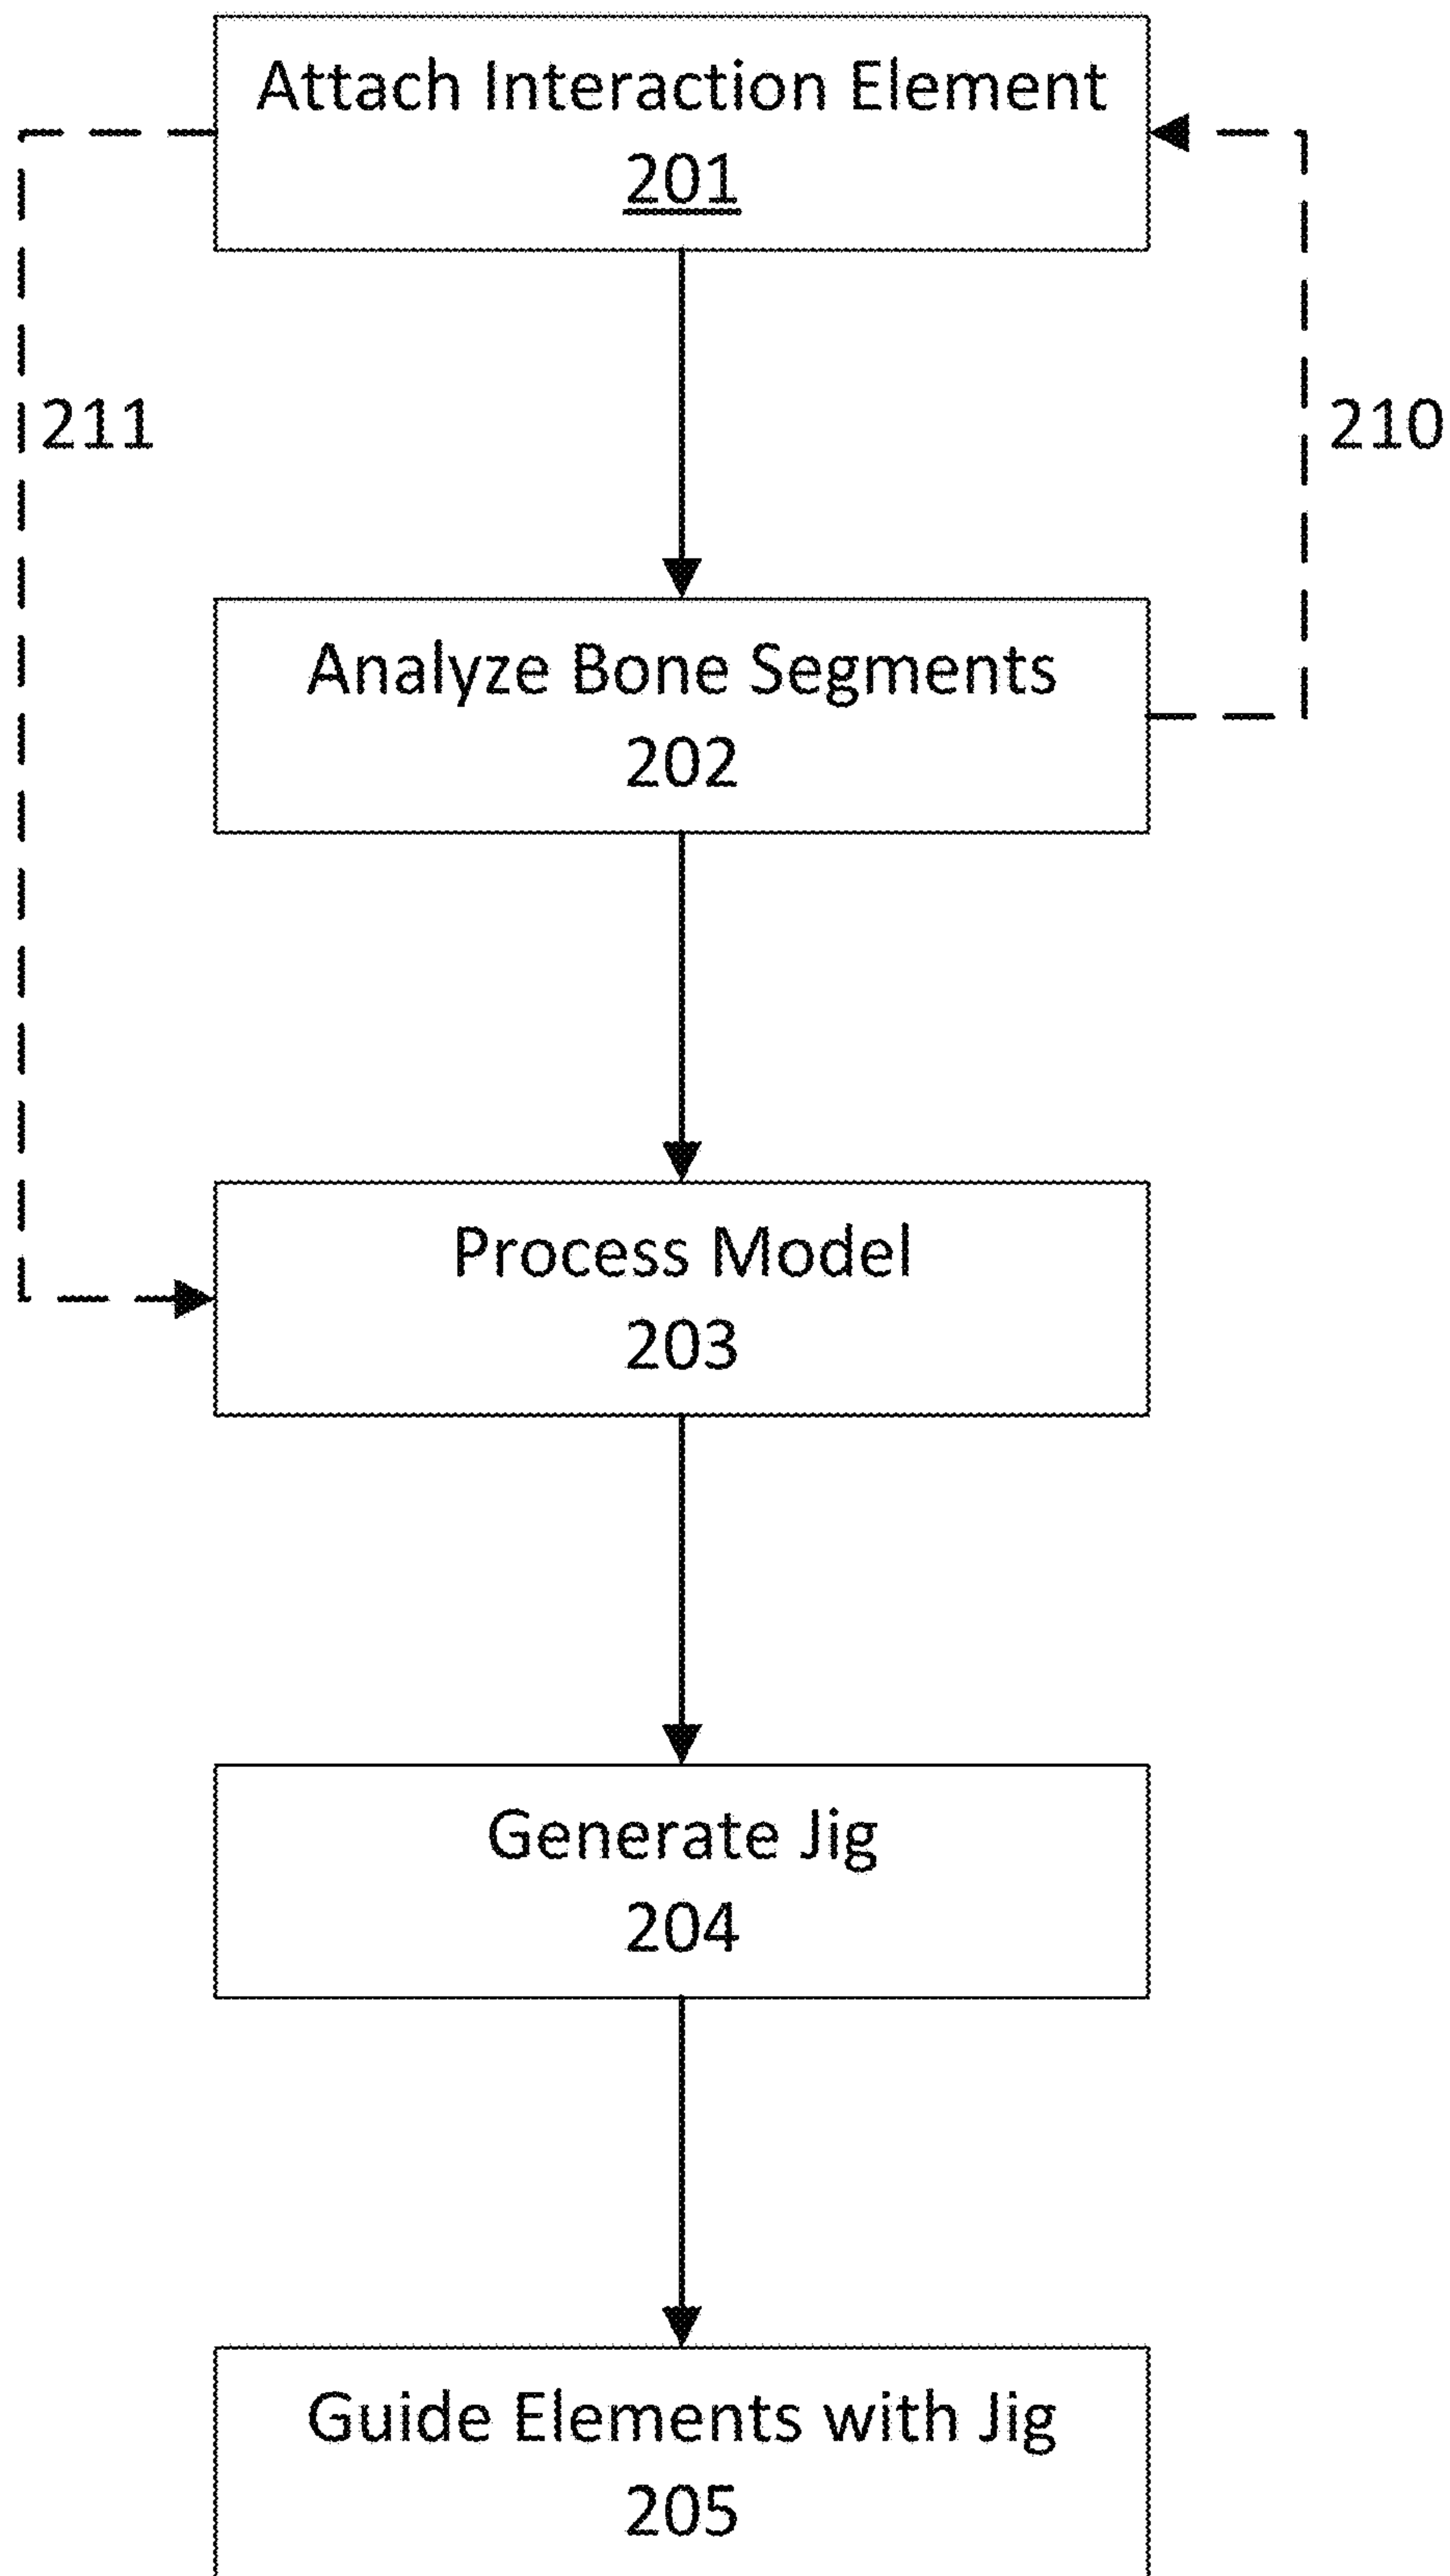 Attach Interaction Element
201
211
210
Analyze Bone Segments
202
Process Model
203
Generate Jig
204
Guide Elements with Jig
205